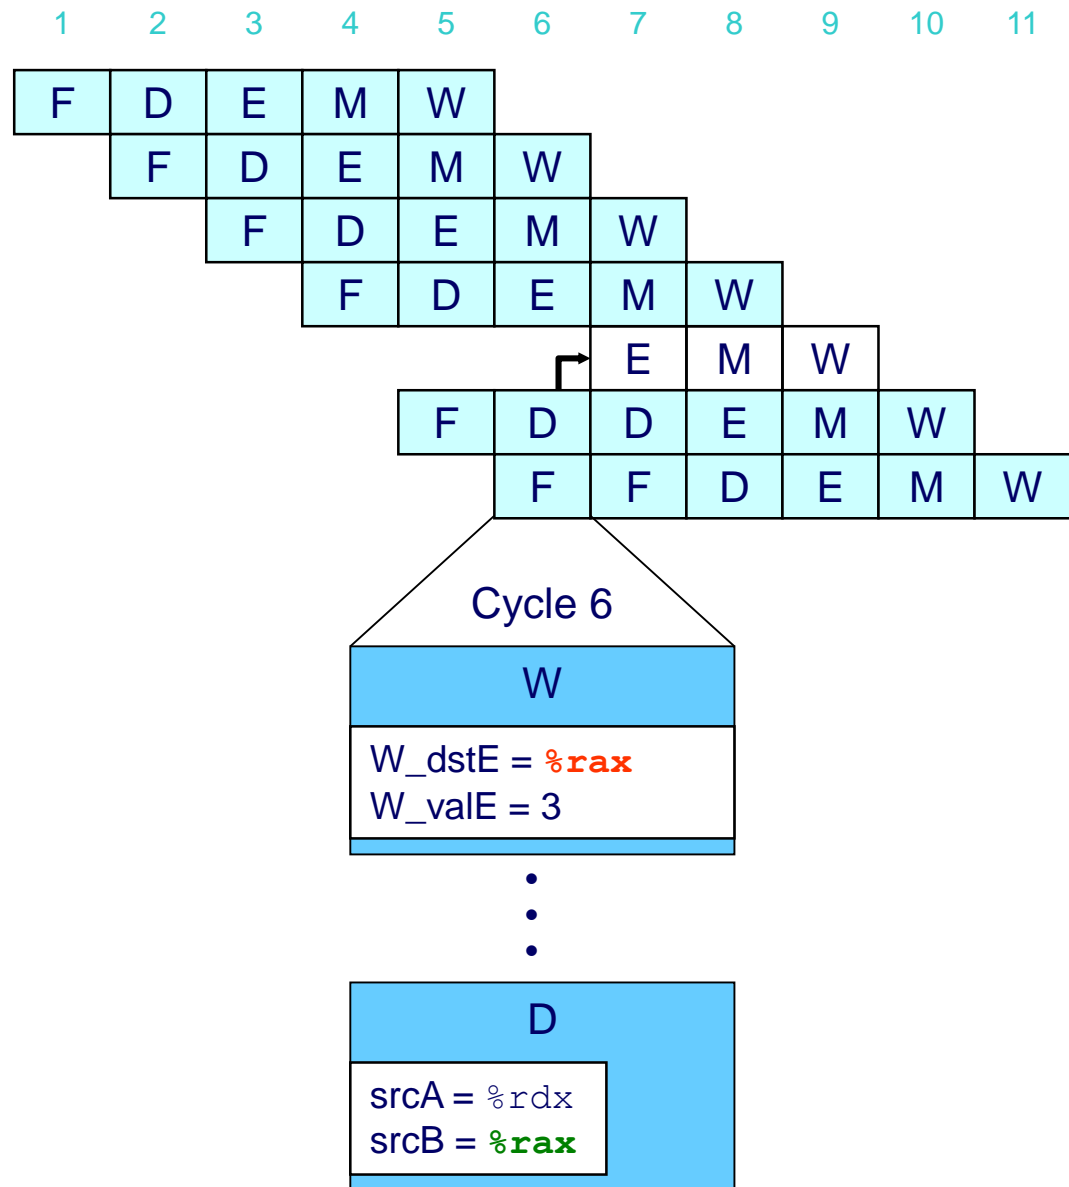 1 2 3 4 5 6 7 8 9 10 11
F D E M W
F D E M W
F D E M W
F D E M W
E M W
F D D E M W
F F D E M W
Cycle 6
W
W_dstE = %rax
W_valE = 3
•
•
•
D
srcA = %rdx
srcB = %rax